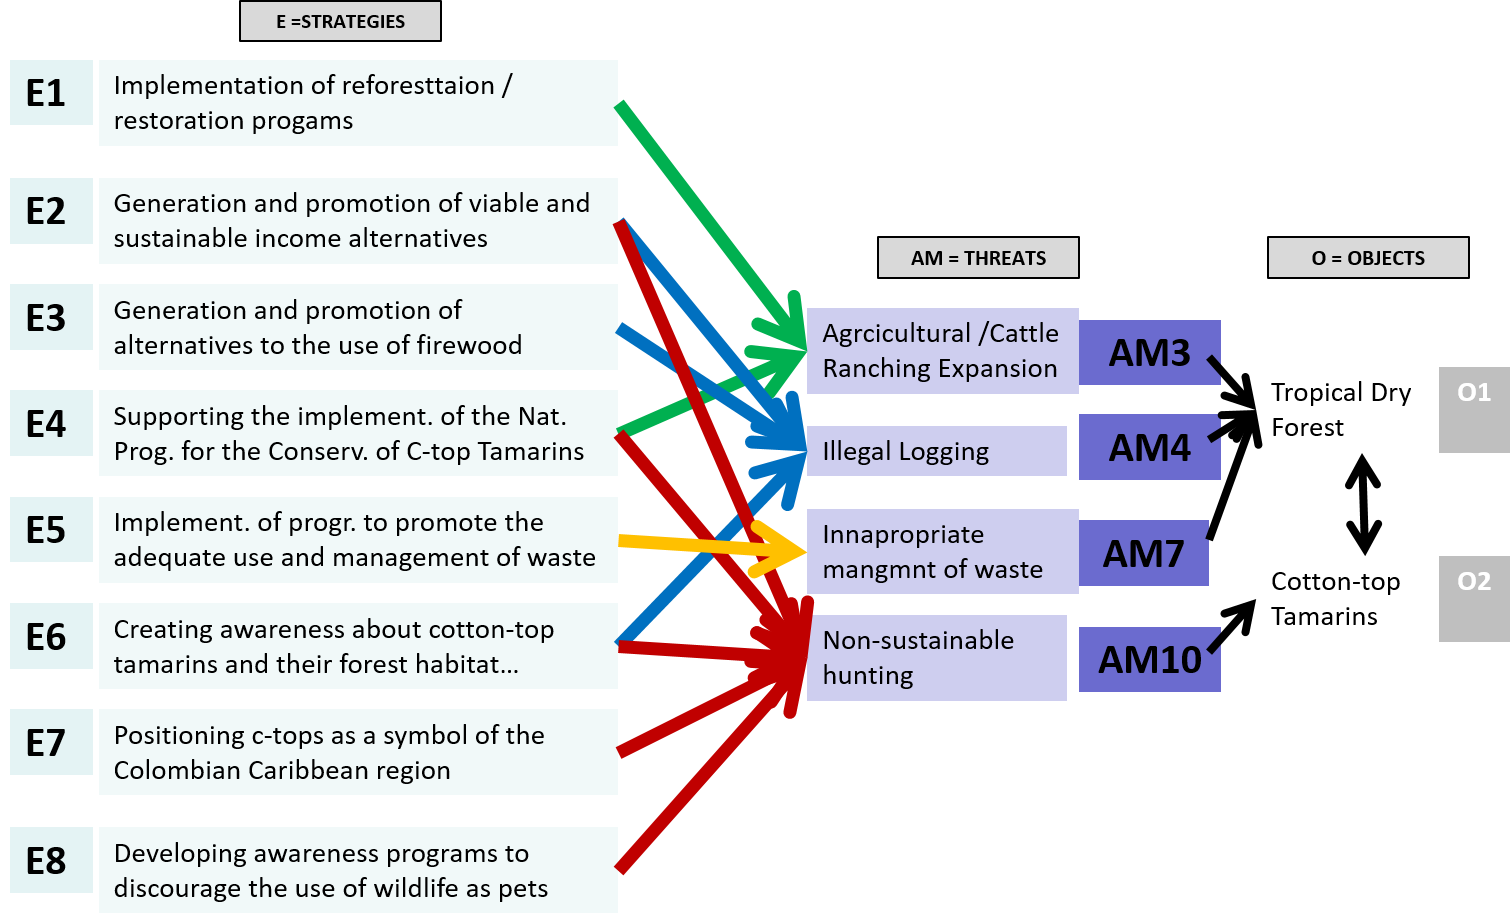 E =STRATEGIES
E1
Implementation of reforesttaion /
restoration progams
E2
Generation and promotion of viable and
sustainable income alternatives
E3
Generation and promotion of
alternatives to the use of firewood
E4
Supporting the implement. of the Nat.
Prog. for the Conserv. of C-top Tamarins
E5
Implement. of progr. to promote the
adequate use and management of waste
E6
Creating awareness about cotton-top
tamarins and their forest habitat...
E7
Positioning c-tops as a symbol of the
Colombian Caribbean region
E8
Developing awareness programs to
discourage the use of wildlife as pets
AM = THREATS
Agrcicultural /Cattle
Ranching Expansion
AM3
Illegal Logging
AM4
Innapropriate
mangmnt of waste
AM7
Non-sustainable
hunting
AM10
O = OBJECTS
Tropical Dry
Forest
O1
Cotton-top
Tamarins
O2